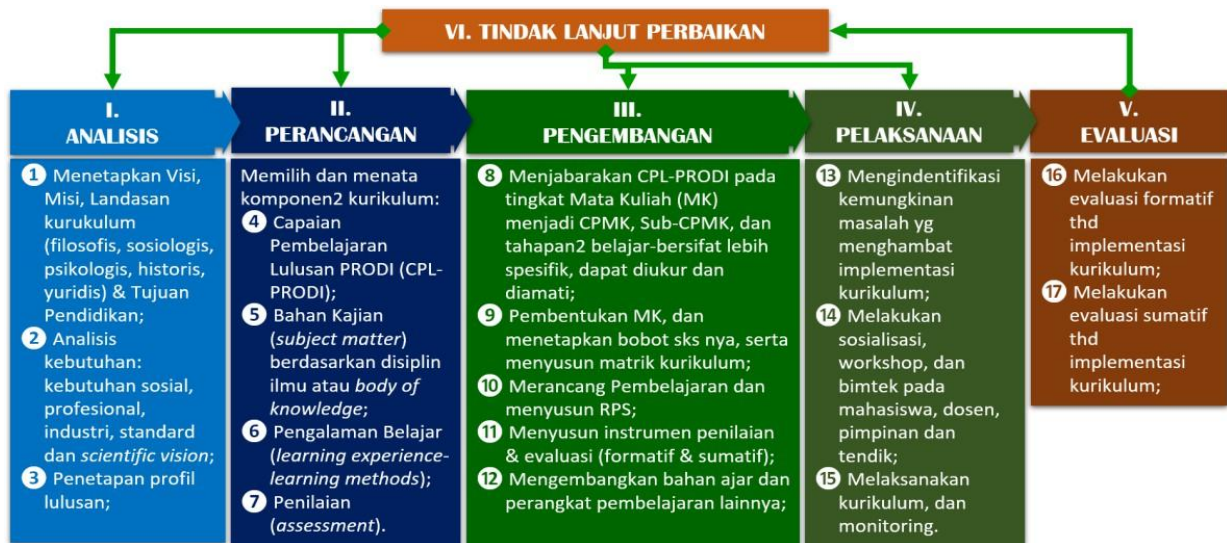 VI. TINDAK LANJUT PERBAIKAN
I.
ANALISIS
1 Menetapkan Visi,
Misi, Landasan
kurukulum
(filosofis, sosiologis,
psikologis, historis,
yuridis) & Tujuan
Pendidikan;
2 Analisis
kebutuhan:
kebutuhan sosial,
profesional,
industri, standard
dan scientific vision;
3 Penetapan profil
lulusan;
II.
PERANCANGAN
Memilih dan menata
komponen2 kurikulum:
4 Capaian
Pembelajaran
Lulusan PRODI (CPL-
PRODI);
5 Bahan Kajian
(subject matter)
berdasarkan disiplin
ilmu atau body of
knowledge;
6 Pengalaman Belajar
(learning experience-
learning methods);
7 Penilaian
(assessment).
III.
PENGEMBANGAN
8 Menjabarakan CPL-PRODI pada
tingkat Mata Kuliah (MK)
menjadi CPMK, Sub-CPMK, dan
tahapan2 belajar-bersifat lebih
spesifik, dapat diukur dan
diamati;
9 Pembentukan MK, dan
menetapkan bobot sks nya, serta
menyusun matrik kurikulum;
10 Merancang Pembelajaran dan
menyusun RPS;
11 Menyusun instrumen penilaian
& evaluasi (formatif & sumatif);
12 Mengembangkan bahan ajar dan
perangkat pembelajaran lainnya;
IV.
PELAKSANAAN
13 Mengindentifikasi
kemungkinan
masalah yg
menghambat
implementasi
kurikulum;
14 Melakukan
sosialisasi,
workshop, dan
bimtek pada
mahasiswa, dosen,
pimpinan dan
tendik;
15 Melaksanakan
kurikulum, dan
monitoring.
V.
EVALUASI
16 Melakukan
evaluasi formatif
thd
implementasi
kurikulum;
17 Melakukan
evaluasi sumatif
thd
implementasi
kurikulum;